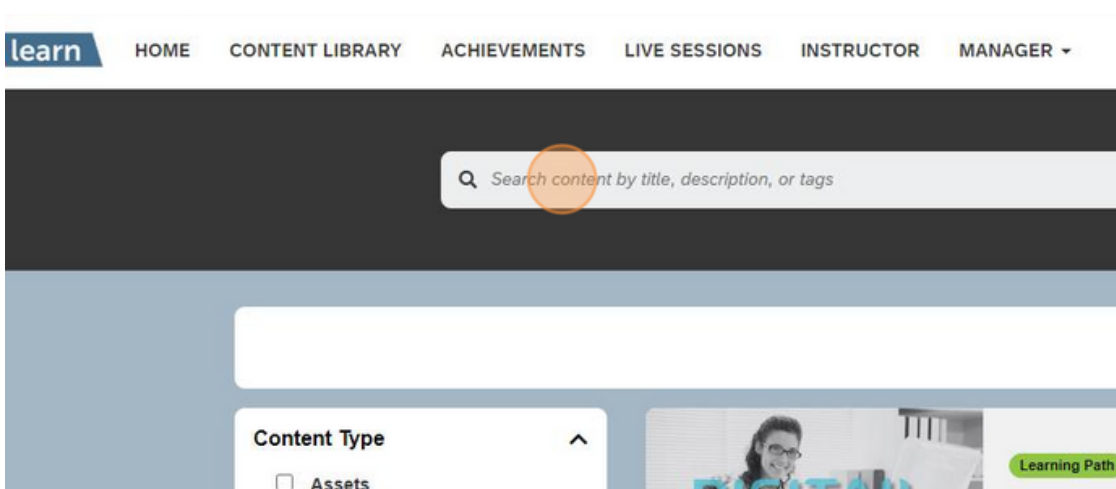 learn HOME CONTENT LIBRARY ACHIEVEMENTS LIVE SESSIONS INSTRUCTOR MANAGER
Search content by title, description, or tags
Content Type
Assets
DIGITAL
Learning Path